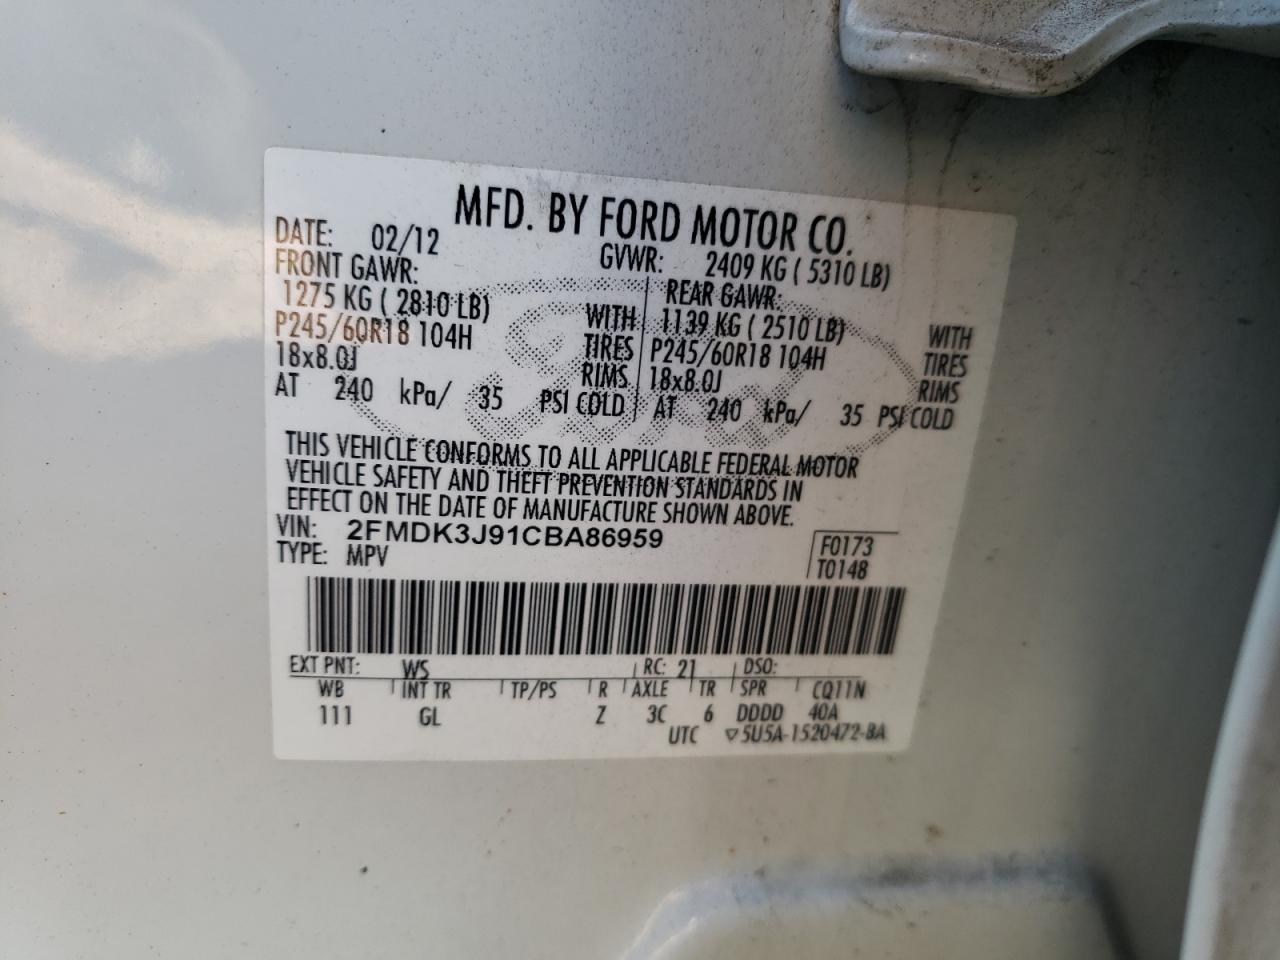 MFD. BY FORD MOTOR CO.
DATE: 02/12 GVWR: 2409 KG ( 5310 LB)
FRONT GAWR: REAR GAWR:
1275 KG ( 2810 LB) WITH 1139 KG ( 2510 LB) WITH
P245/60R18 104H TIRES P245/60R18 104H TIRES
18x8.0J RIMS 18x8.0J RIMS
AT 240 kPa/ 35 PSI COLD AT 240 kPa/ 35 PSI COLD
THIS VEHICLE CONFORMS TO ALL APPLICABLE FEDERAL MOTOR
VEHICLE SAFETY AND THEFT PREVENTION STANDARDS IN
EFFECT ON THE DATE OF MANUFACTURE SHOWN ABOVE.
VIN: 2FMDK3J91CBA86959 F0173
TYPE: MPV T0148
EXT PNT: WS RC: 21 DSO:
WB INT TR TP/PS R AXLE TR SPR CQ11N
111 GL Z 3C 6 DDDD 40A
UTC ▽5U5A-1520472-BA